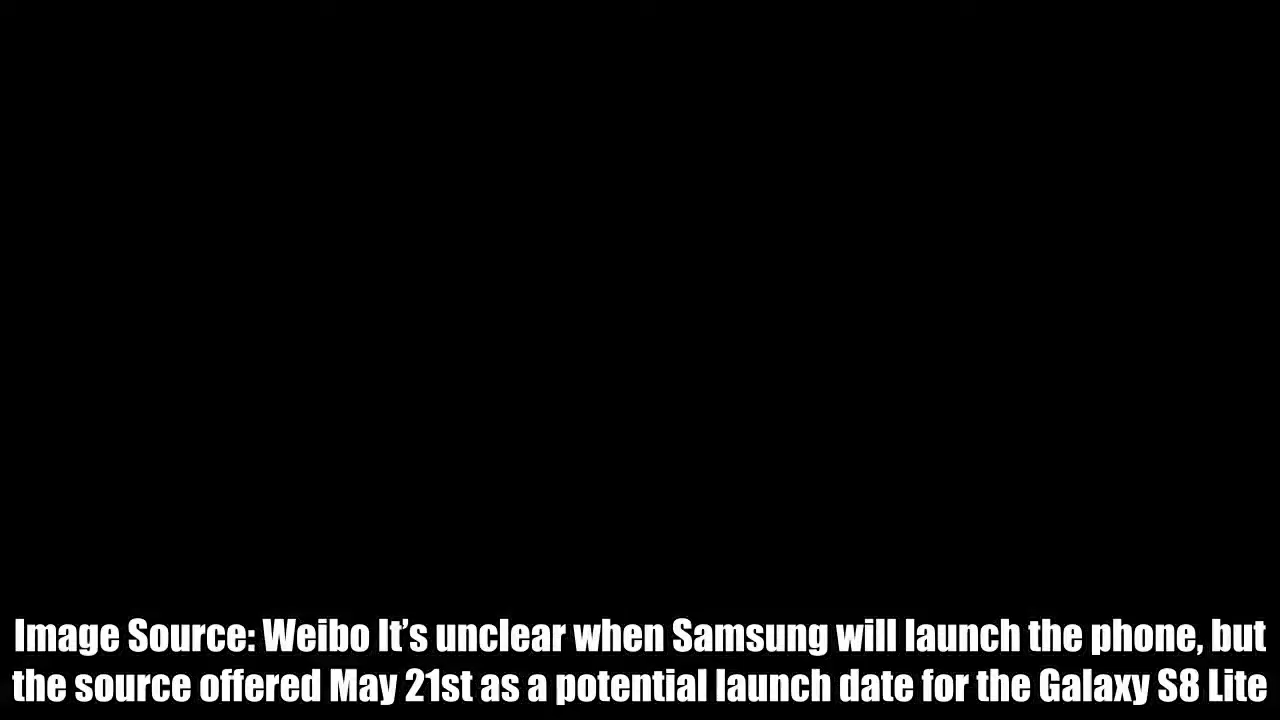 Image Source: Weibo It’s unclear when Samsung will launch the phone, but
the source offered May 21st as a potential launch date for the Galaxy S8 Lite